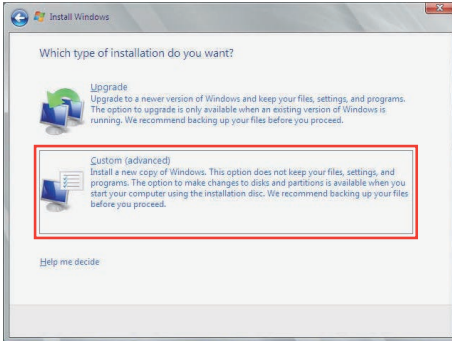 Install Windows
Which type of installation do you want?
Upgrade
Upgrade to a newer version of Windows and keep your files, settings, and programs.
The option to upgrade is only available when an existing version of Windows is
running. We recommend backing up your files before you proceed.
Custom (advanced)
Install a new copy of Windows. This option does not keep your files, settings, and
programs. The option to make changes to disks and partitions is available when you
start your computer using the installation disc. We recommend backing up your files
before you proceed.
Help me decide